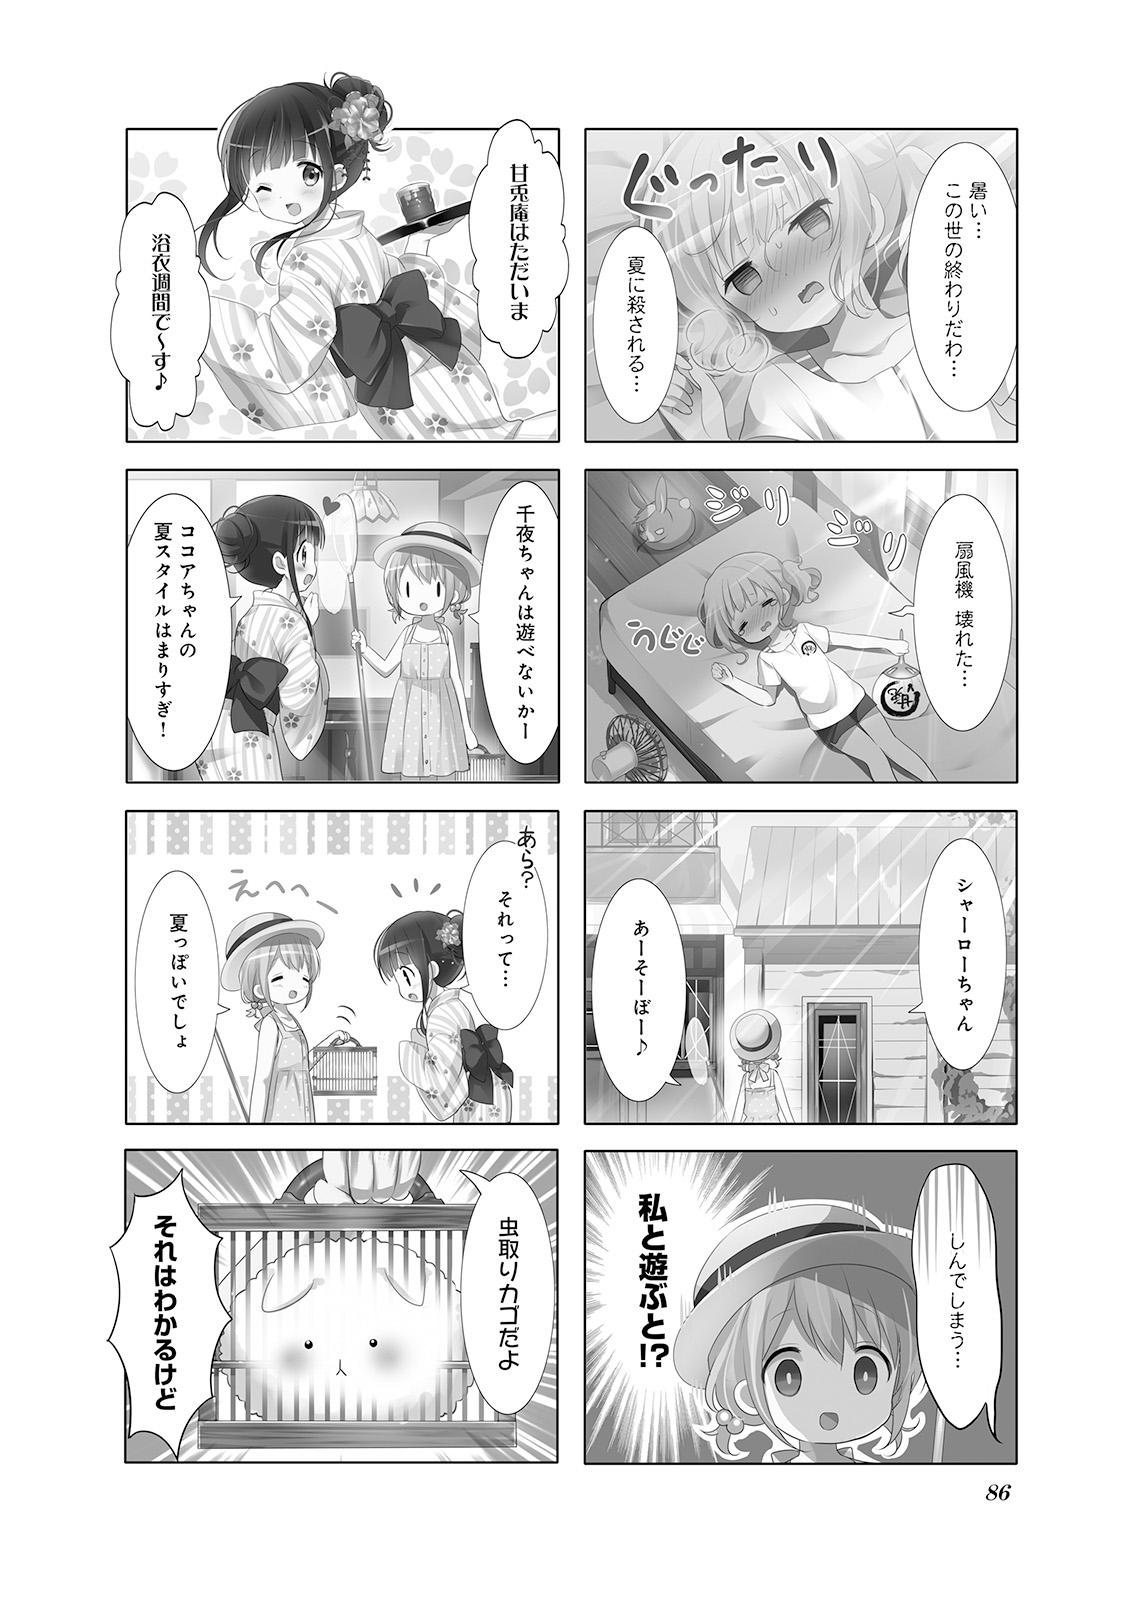 暑い…
この世の終わりだわ…
ぐったり
夏に殺される…
扇風機 壊れた…
ジリ
ジリ
うじじ
甘兎
シャーローちゃん
あーそーぼー♪
しんでしまう…
私と遊ぶと!?
甘兎庵はただいま
浴衣週間で〜す♪
千夜ちゃんは遊べないかー
ココアちゃんの
夏スタイルはまりすぎ!
あら?
それって…
えへへ
夏っぽいでしょ
虫取りカゴだよ
それはわかるけど
86